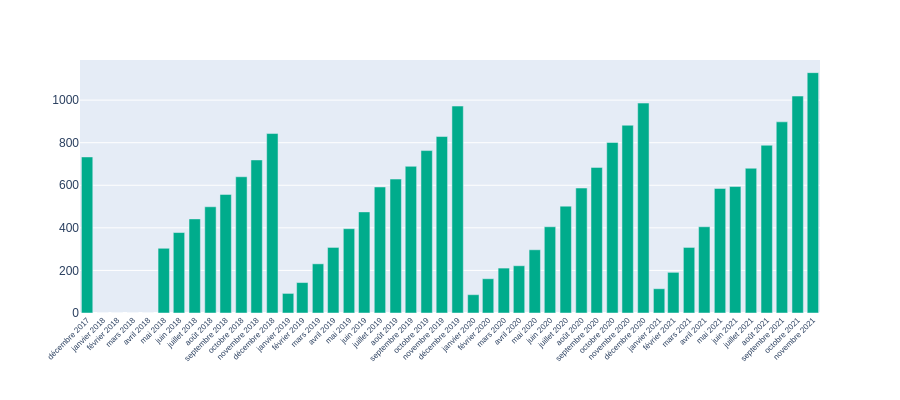 1000
800
600
400
200
0
décembre 2017
janvier 2018
février 2018
mars 2018
avril 2018
mai 2018
juin 2018
juillet 2018
août 2018
septembre 2018
octobre 2018
novembre 2018
décembre 2018
janvier 2019
février 2019
mars 2019
avril 2019
mai 2019
juin 2019
juillet 2019
août 2019
septembre 2019
octobre 2019
novembre 2019
décembre 2019
janvier 2020
février 2020
mars 2020
avril 2020
mai 2020
juin 2020
juillet 2020
août 2020
septembre 2020
octobre 2020
novembre 2020
décembre 2020
janvier 2021
février 2021
mars 2021
avril 2021
mai 2021
juin 2021
juillet 2021
août 2021
septembre 2021
octobre 2021
novembre 2021